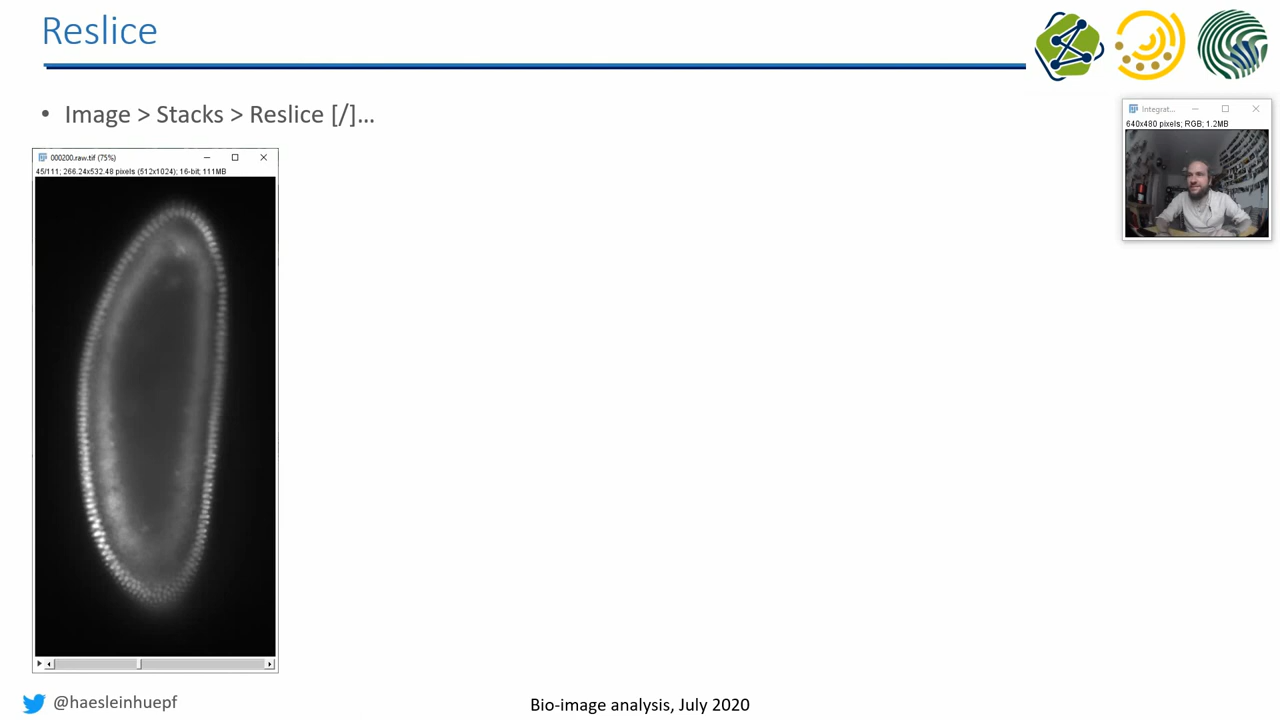 Reslice
• Image > Stacks > Reslice [/]...
000200.raw.tif (75%)
45/111; 266.24x532.48 pixels (512x1024); 16-bit; 111MB
Integrat...
640x480 pixels; RGB; 1.2MB
@haesleinhuepf
Bio-image analysis, July 2020